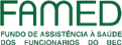 FAMED
FUNDO DE ASSISTÊNCIA À SAÚDE
DOS FUNCIONÁRIOS DO BEC